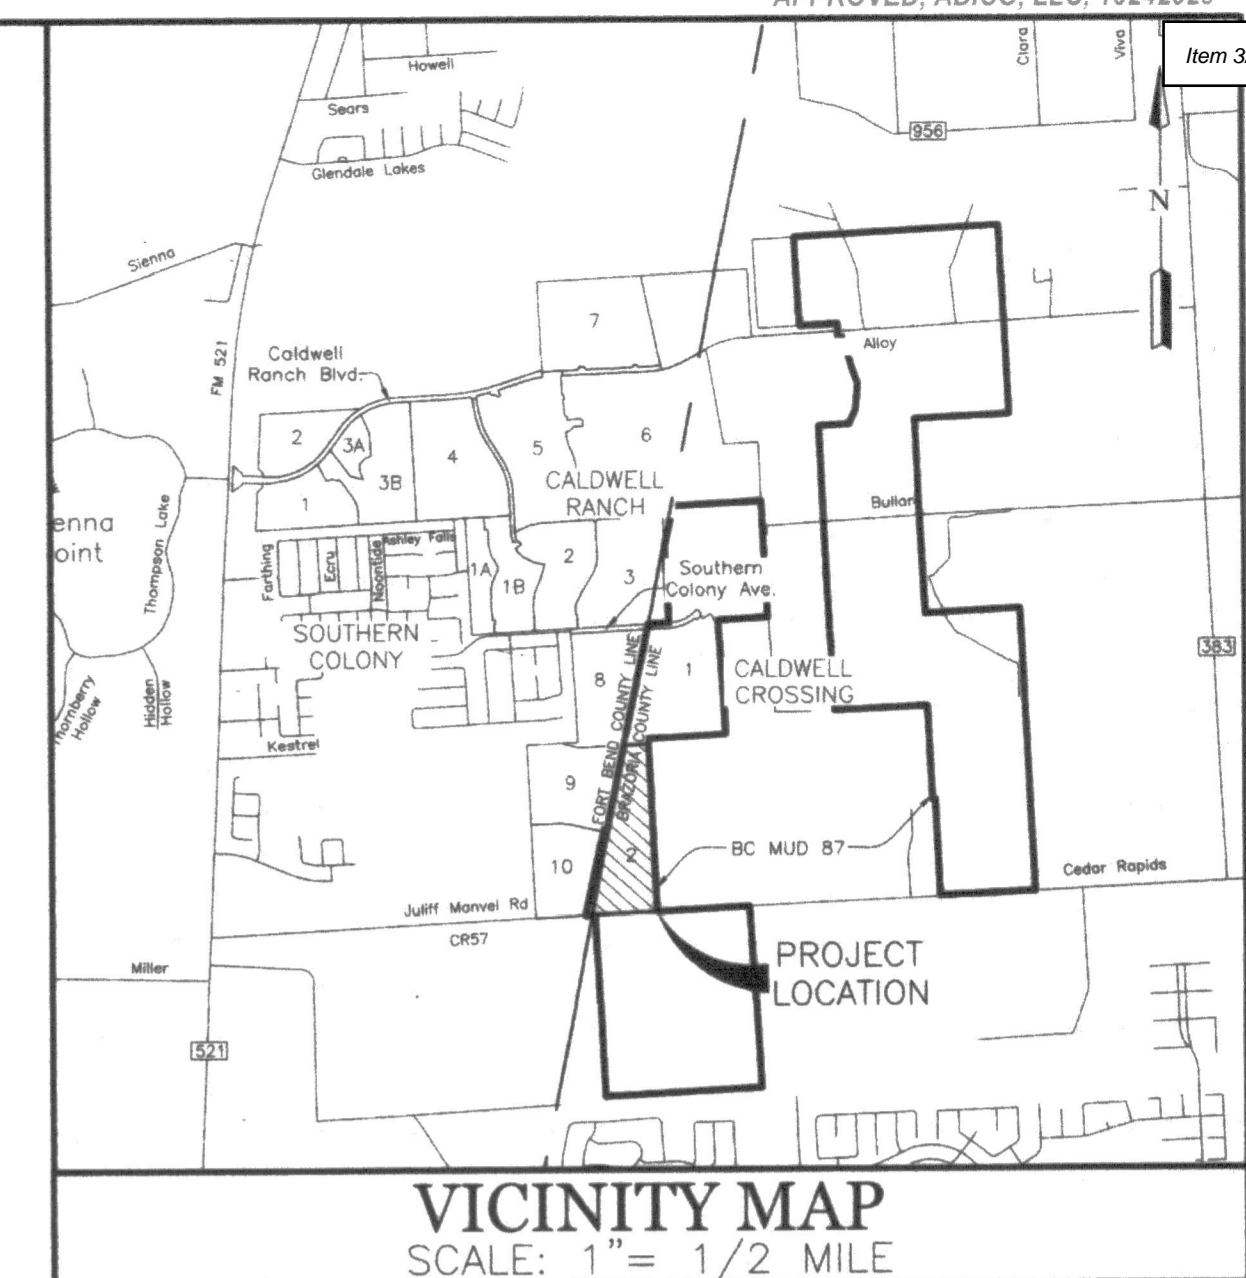 APPROVED, ADICO, LLC, 10242023
Item 3
Howell
Sears
Glendale Lakes
Clara
Viva
956
N
Sienna
FM 521
7
Alloy
Caldwell
Ranch Blvd.
2
3A
1
3B
4
5
6
CALDWELL
RANCH
Bullan
enna
oint
Thompson Lake
Farthing
Ecru
Noontide
Ashley Falls
1A
1B
2
3
Southern
Colony Ave.
SOUTHERN
COLONY
383
Thornberry
Hollow
Hidden
Hollow
8
1
CALDWELL
CROSSING
FORT BEND COUNTY LINE
BRAZORIA COUNTY LINE
Kestrel
9
2
BC MUD 87
10
Cedar Rapids
Juliff Manvel Rd
CR57
PROJECT
LOCATION
Miller
521
VICINITY MAP
SCALE: 1"= 1/2 MILE